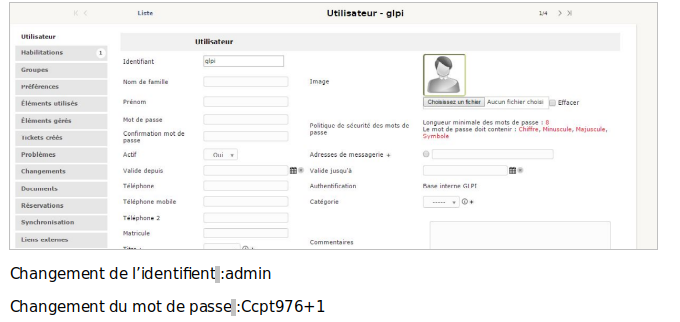 Liste Utilisateur - glpi 1/4
Utilisateur
Habilitations 1
Groupes
Préférences
Éléments utilisés
Éléments gérés
Tickets créés
Problèmes
Changements
Documents
Réservations
Synchronisation
Liens externes
Utilisateur
Identifiant glpi
Nom de famille Image
Prénom Choisissez un fichier Aucun fichier choisi Effacer
Mot de passe
Confirmation mot de
passe
Politique de sécurité des mots de
passe
Longueur minimale des mots de passe : 8
Le mot de passe doit contenir : Chiffre, Minuscule, Majuscule,
Symbole
Actif Oui Adresses de messagerie +
Valide depuis Valide jusqu'à
Téléphone Authentification Base interne GLPI
Téléphone mobile Catégorie -----
Téléphone 2
Matricule
Titre : Commentaires
Changement de l'identifient :admin
Changement du mot de passe :Ccpt976+1